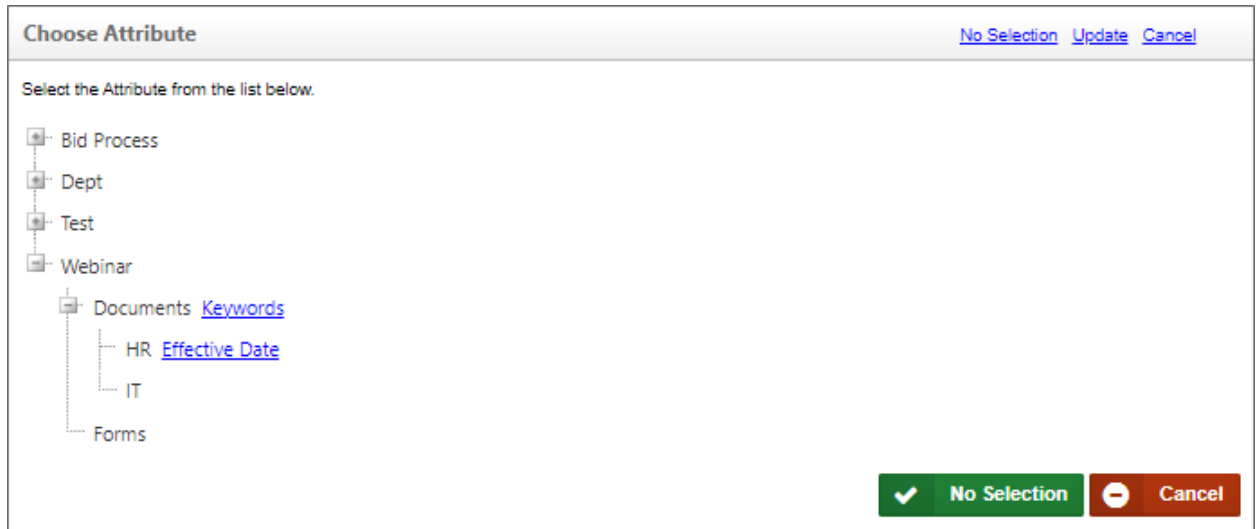 Choose Attribute No Selection Update Cancel
Select the Attribute from the list below.
Bid Process
Dept
Test
Webinar
Documents Keywords
HR Effective Date
IT
Forms
No Selection Cancel